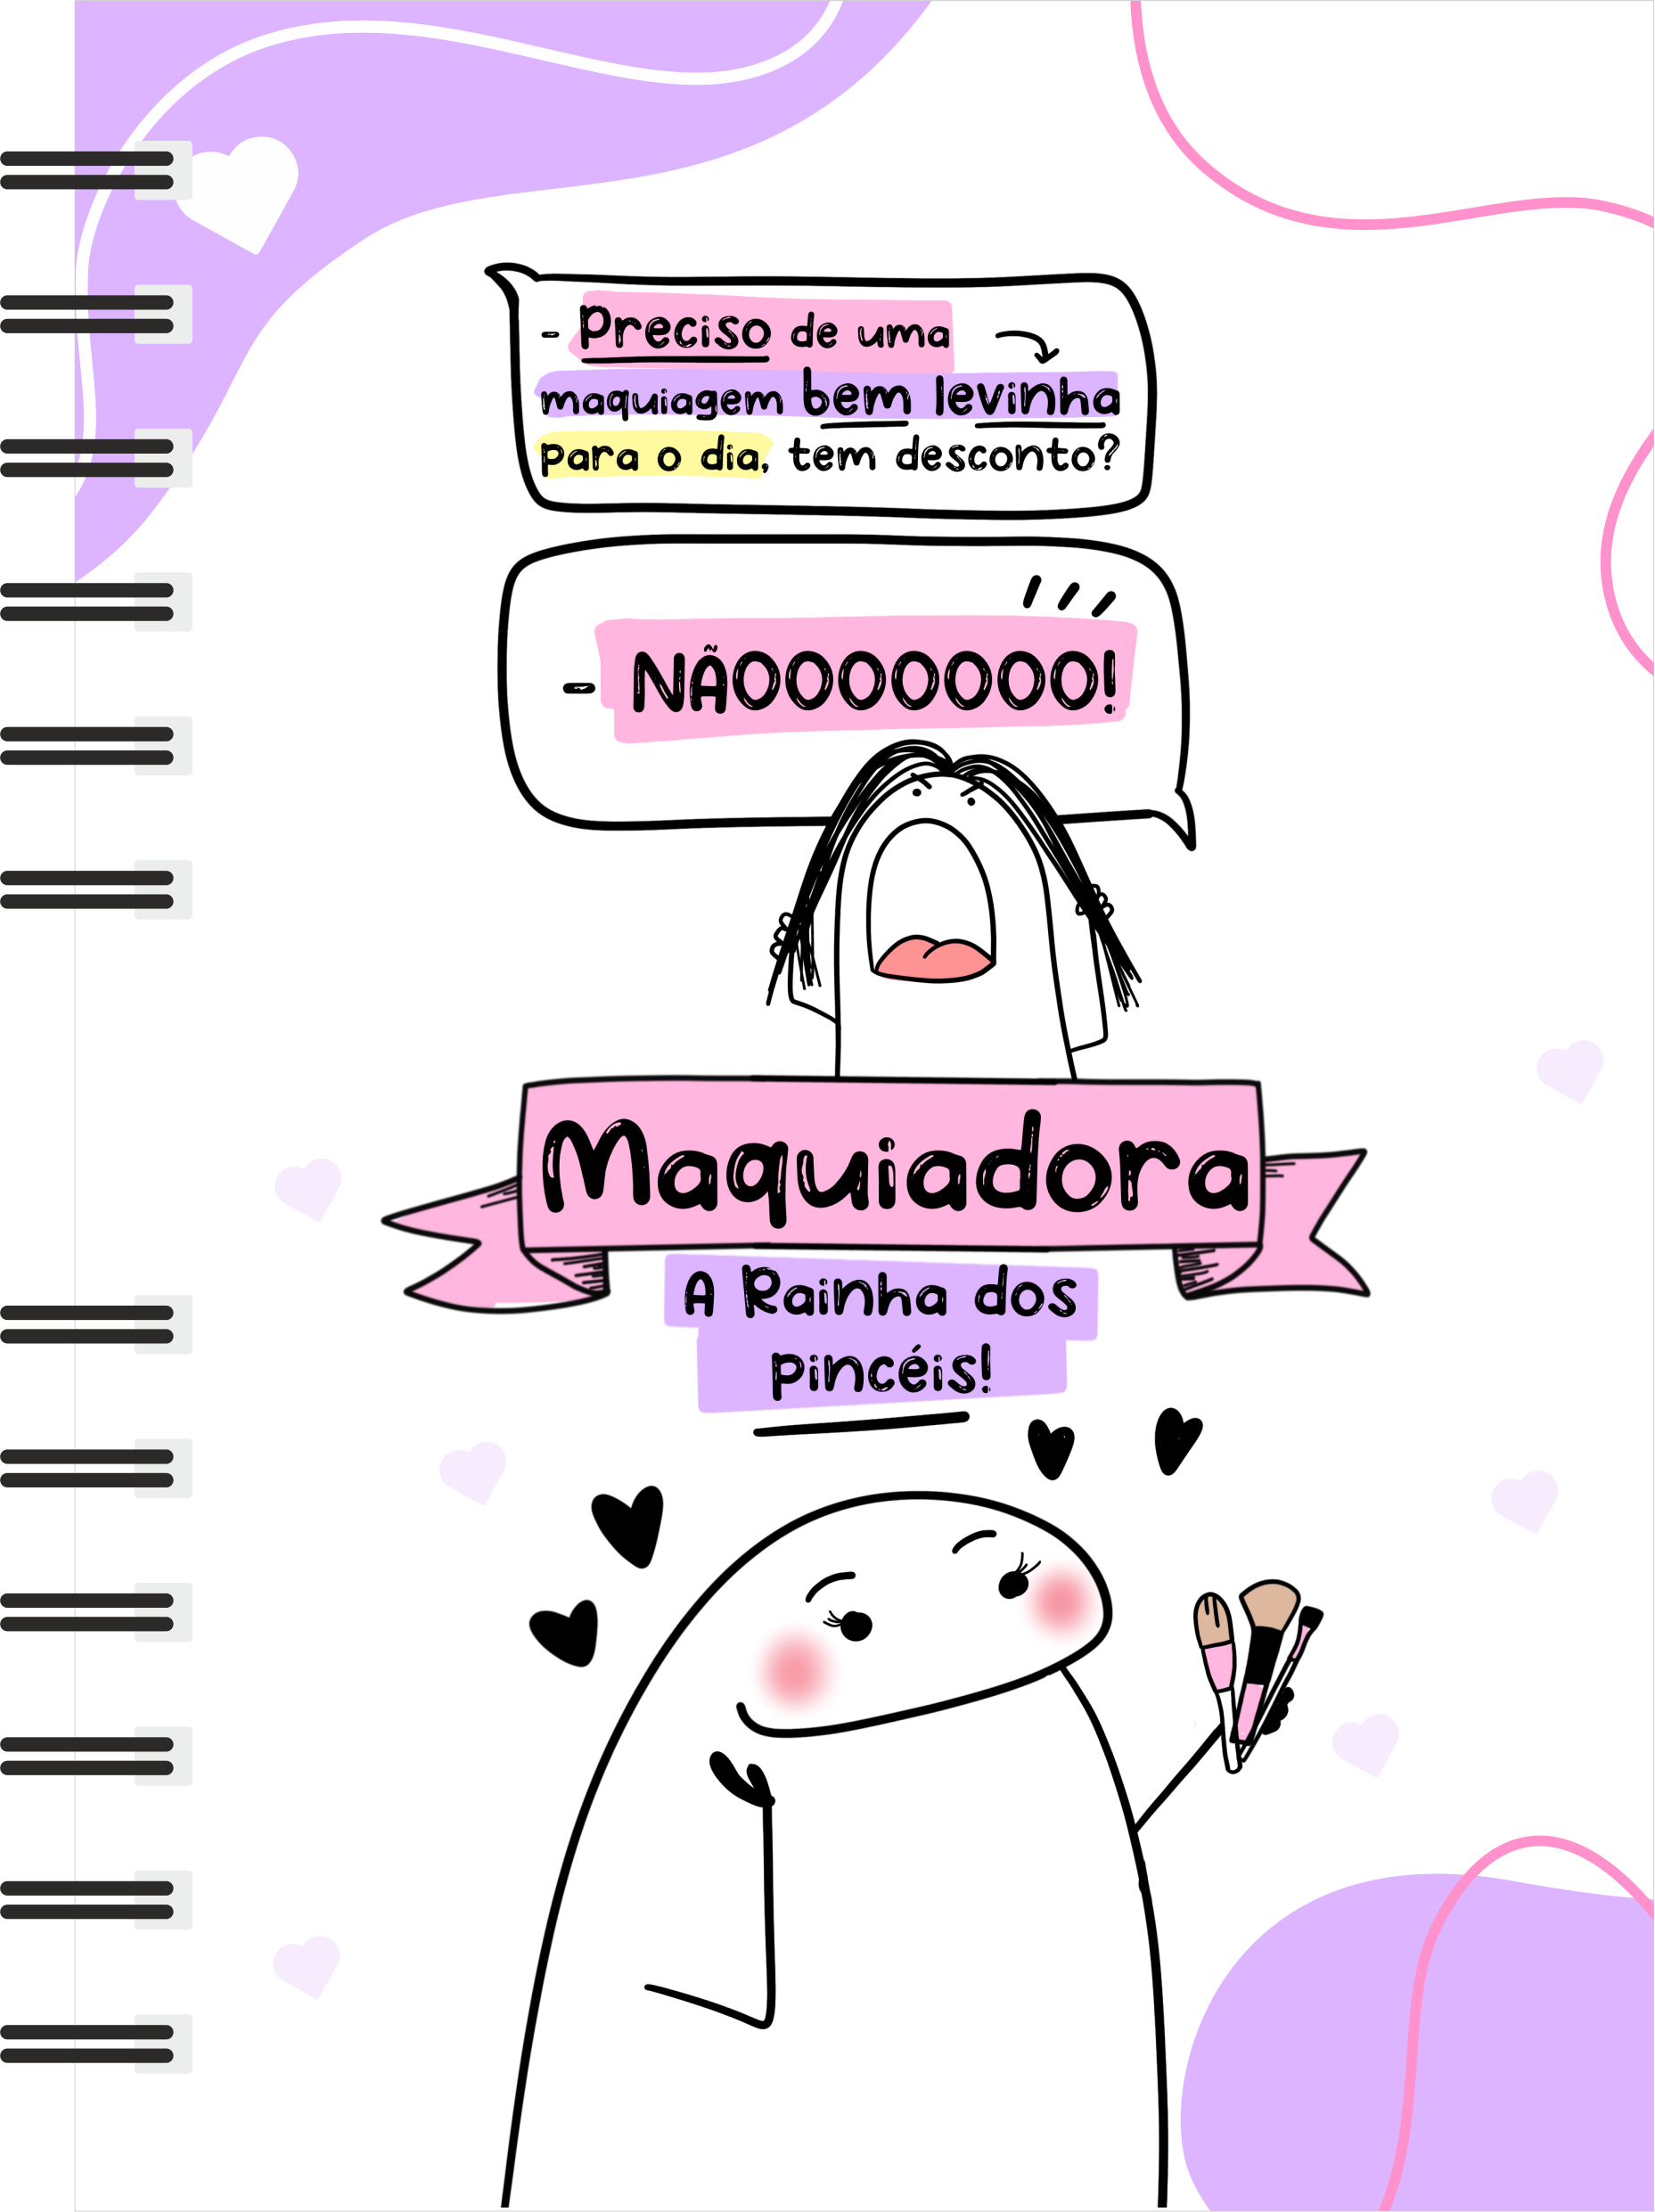 - Preciso de uma
maquiagem bem levinha
para o dia, tem desconto?
- NÃOOOOOOO!
Maquiadora
A Rainha dos
pincéis!